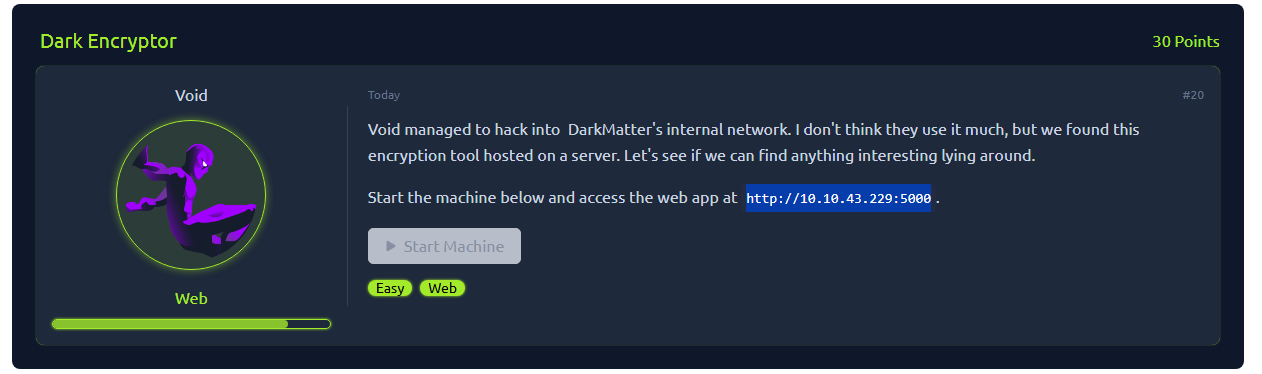 Dark Encryptor
30 Points
Void
Today
#20
Void managed to hack into  DarkMatter's internal network. I don't think they use it much, but we found this
encryption tool hosted on a server. Let's see if we can find anything interesting lying around.
Start the machine below and access the web app at http://10.10.43.229:5000 .
Start Machine
Easy
Web
Web